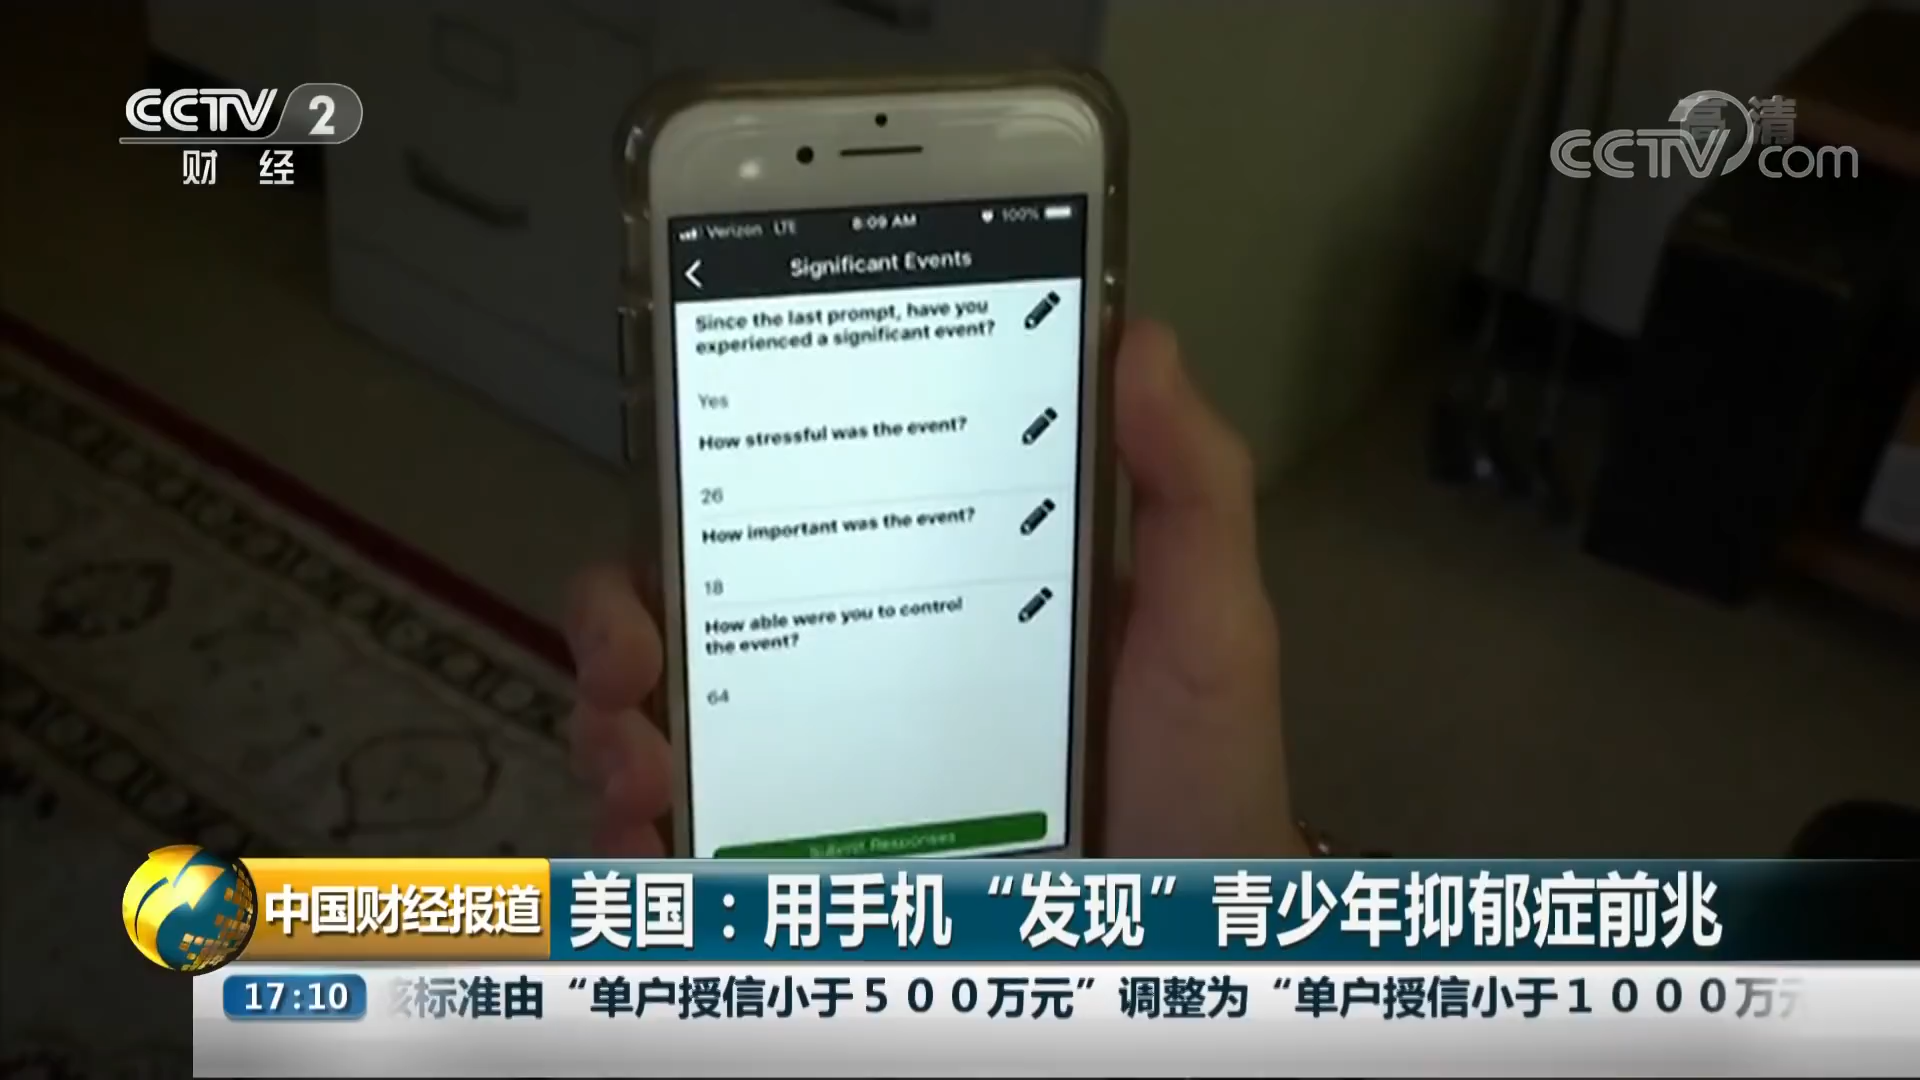 CCTV 2
财 经
高清
CCTV.com
Verizon LTE 8:09 AM 100%
Significant Events
Since the last prompt, have you
experienced a significant event?
Yes
How stressful was the event?
26
How important was the event?
18
How able were you to control
the event?
64
Submit Responses
中国财经报道
美国：用手机“发现”青少年抑郁症前兆
17:10
标准由“单户授信小于500万元”调整为“单户授信小于1000万元